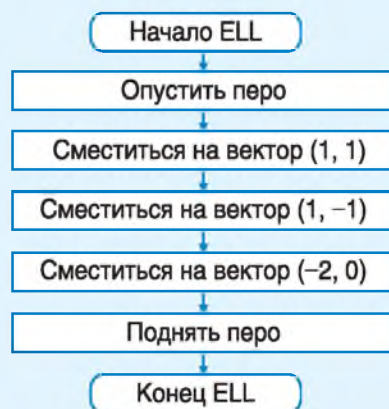 Начало ELL
Опустить перо
Сместиться на вектор (1, 1)
Сместиться на вектор (1, −1)
Сместиться на вектор (−2, 0)
Поднять перо
Конец ELL